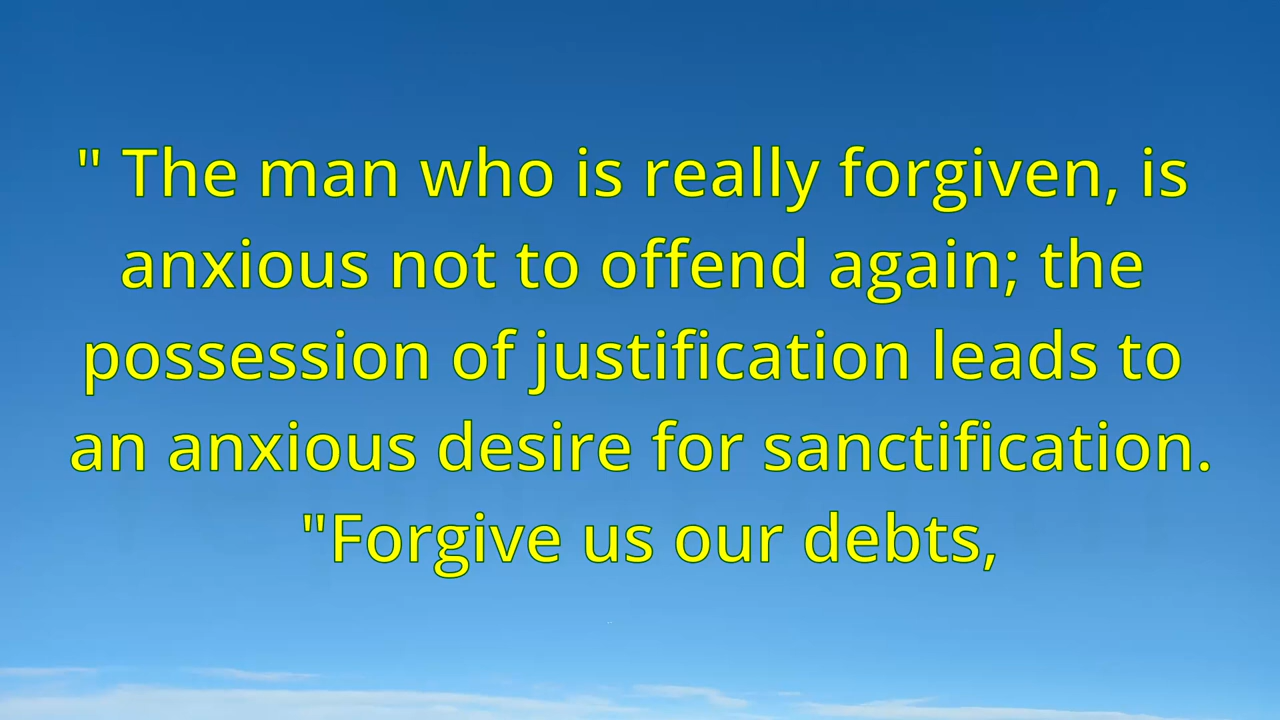 " The man who is really forgiven, is
anxious not to offend again; the
possession of justification leads to
an anxious desire for sanctification.
"Forgive us our debts,